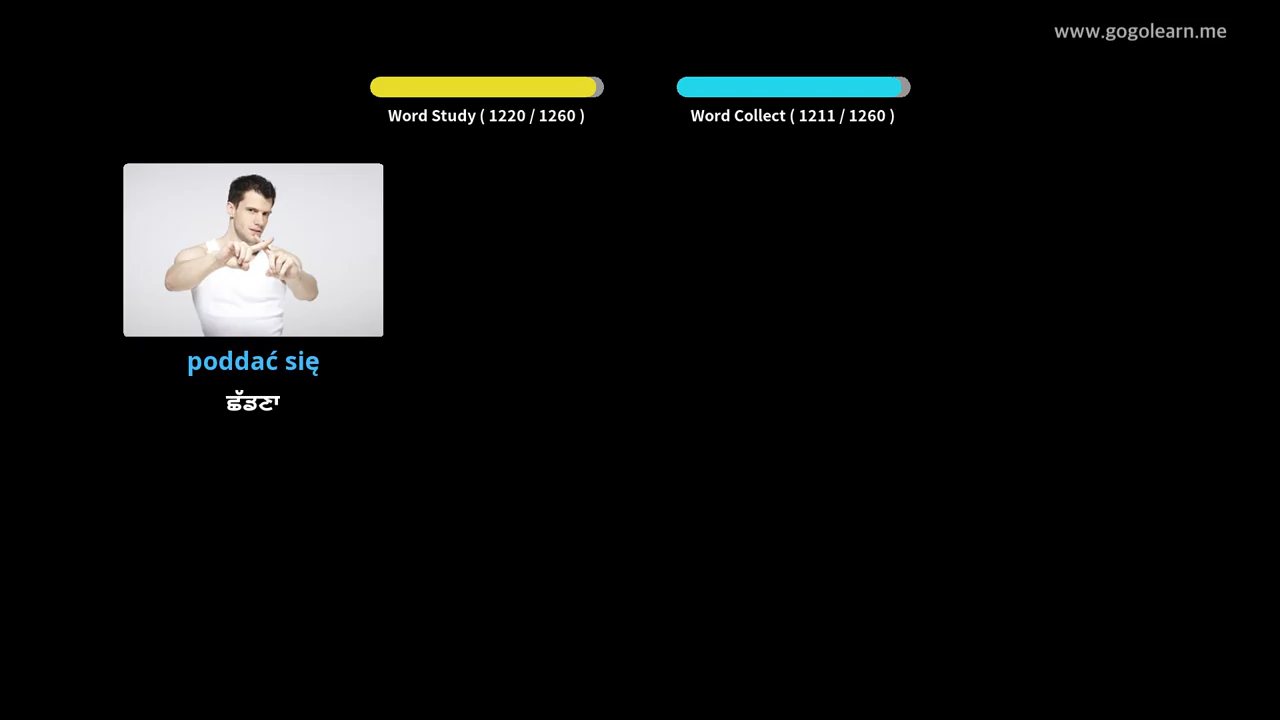 www.gogolearn.me
Word Study ( 1220 / 1260 )
Word Collect ( 1211 / 1260 )
poddać się
ਛੱਡਣਾ